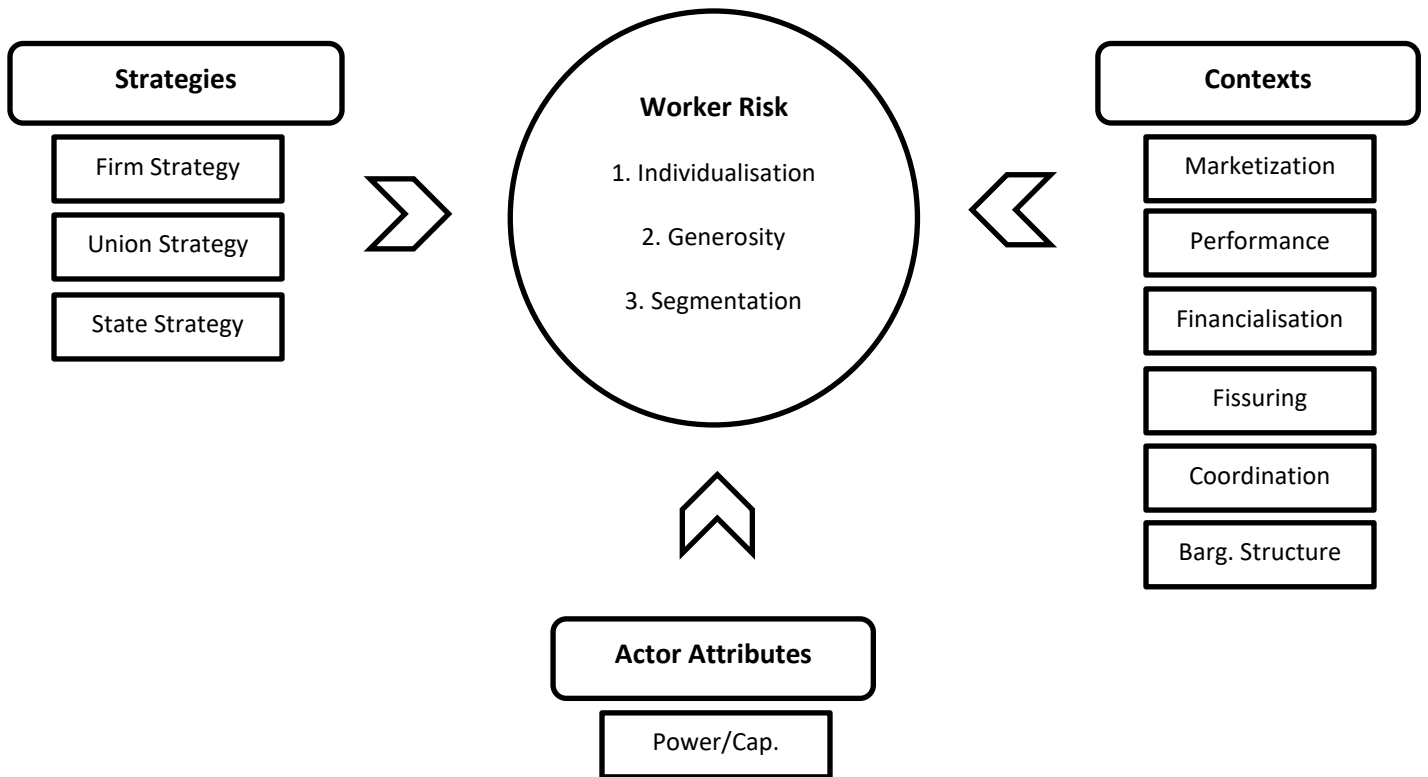 Strategies
Firm Strategy
Union Strategy
State Strategy
Worker Risk
1. Individualisation
2. Generosity
3. Segmentation
Contexts
Marketization
Performance
Financialisation
Fissuring
Coordination
Barg. Structure
Actor Attributes
Power/Cap.